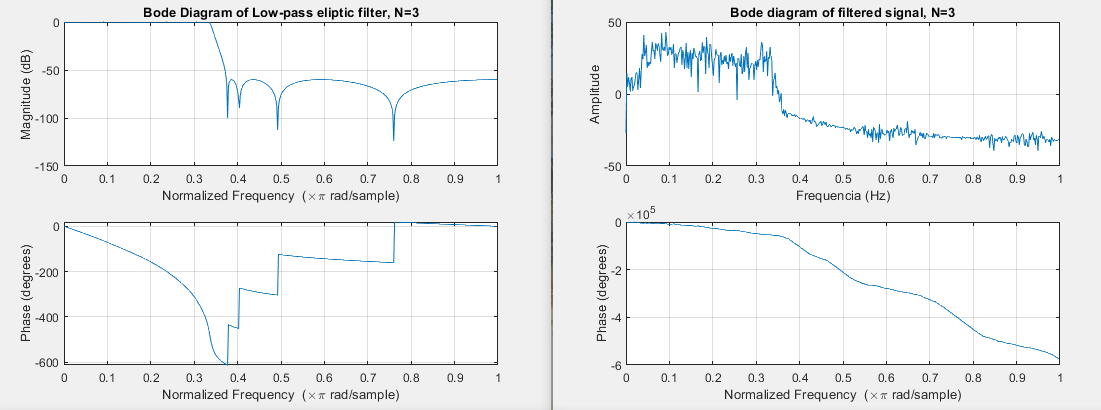 Bode Diagram of Low-pass eliptic filter, N=3
0
-50
-100
-150
Magnitude (dB)
0 0.1 0.2 0.3 0.4 0.5 0.6 0.7 0.8 0.9 1
Normalized Frequency (×π rad/sample)
0
-200
-400
-600
Phase (degrees)
0 0.1 0.2 0.3 0.4 0.5 0.6 0.7 0.8 0.9 1
Normalized Frequency (×π rad/sample)
Bode diagram of filtered signal, N=3
50
0
-50
Amplitude
0 0.1 0.2 0.3 0.4 0.5 0.6 0.7 0.8 0.9 1
Frequencia (Hz)
×10⁵
0
-2
-4
-6
Phase (degrees)
0 0.1 0.2 0.3 0.4 0.5 0.6 0.7 0.8 0.9 1
Normalized Frequency (×π rad/sample)